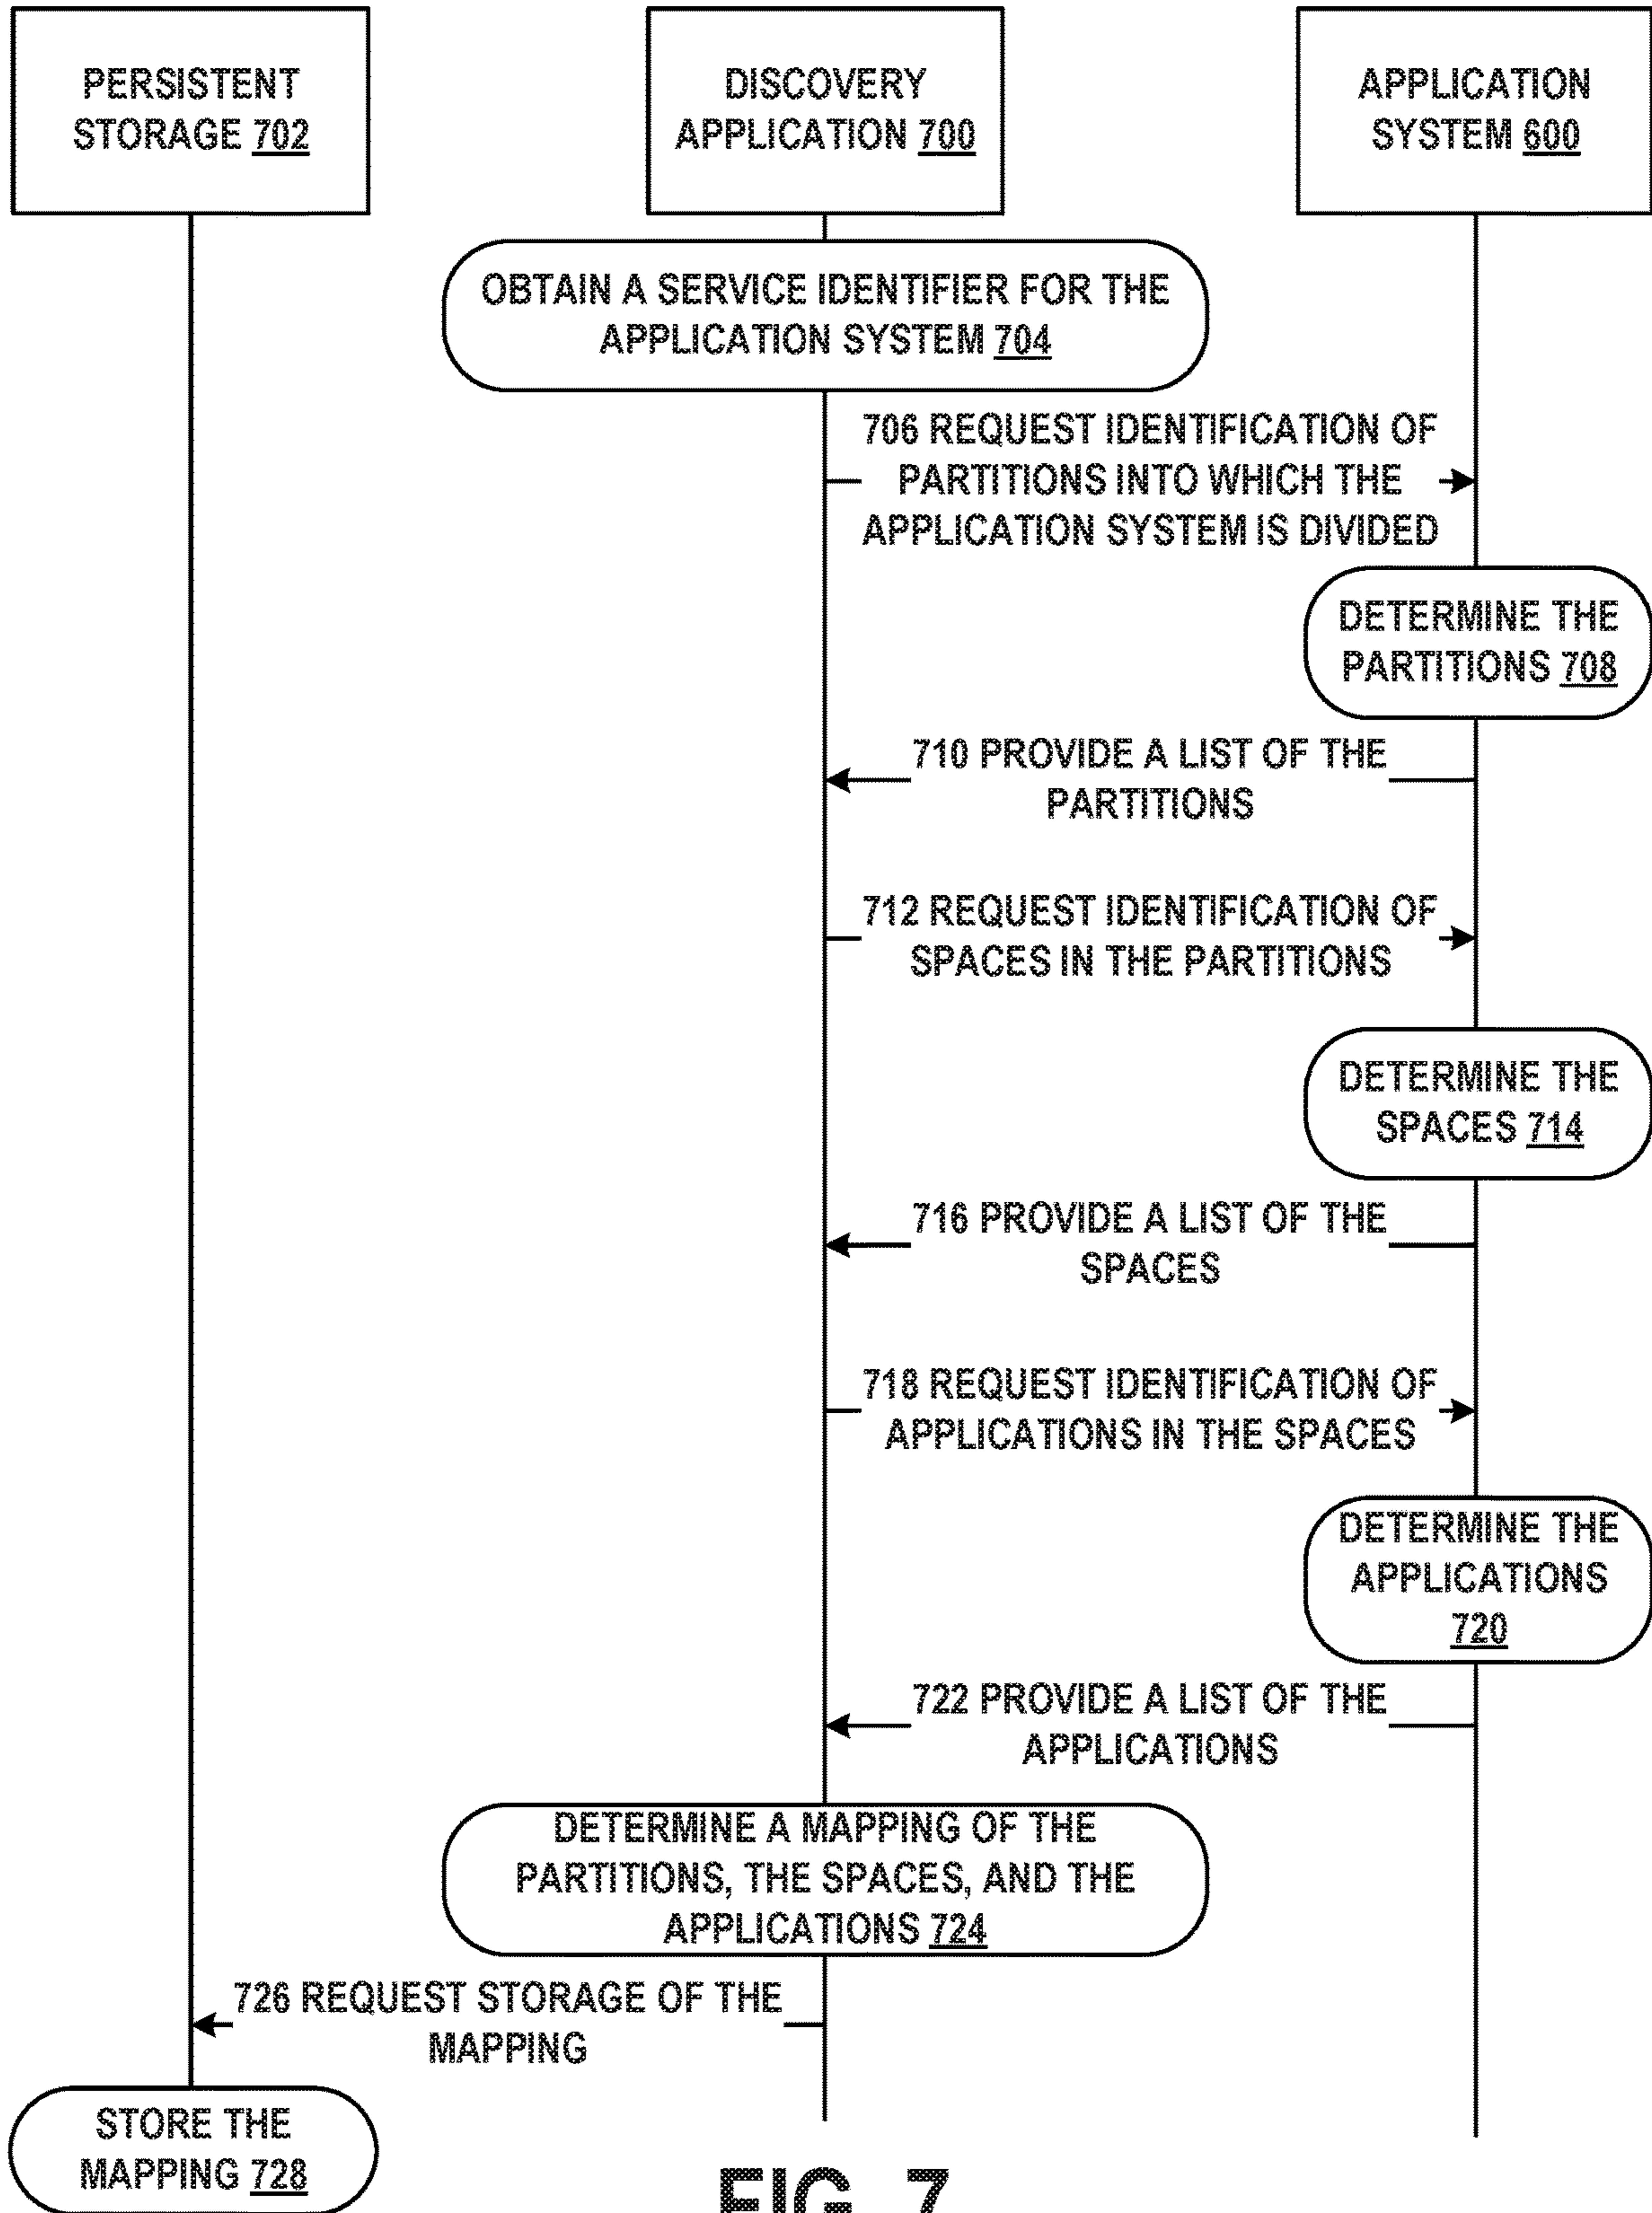 PERSISTENT
STORAGE 702
DISCOVERY
APPLICATION 700
APPLICATION
SYSTEM 600
OBTAIN A SERVICE IDENTIFIER FOR THE
APPLICATION SYSTEM 704
706 REQUEST IDENTIFICATION OF
PARTITIONS INTO WHICH THE
APPLICATION SYSTEM IS DIVIDED
DETERMINE THE
PARTITIONS 708
710 PROVIDE A LIST OF THE
PARTITIONS
712 REQUEST IDENTIFICATION OF
SPACES IN THE PARTITIONS
DETERMINE THE
SPACES 714
716 PROVIDE A LIST OF THE
SPACES
718 REQUEST IDENTIFICATION OF
APPLICATIONS IN THE SPACES
DETERMINE THE
APPLICATIONS
720
722 PROVIDE A LIST OF THE
APPLICATIONS
DETERMINE A MAPPING OF THE
PARTITIONS, THE SPACES, AND THE
APPLICATIONS 724
726 REQUEST STORAGE OF THE
MAPPING
STORE THE
MAPPING 728
FIG. 7